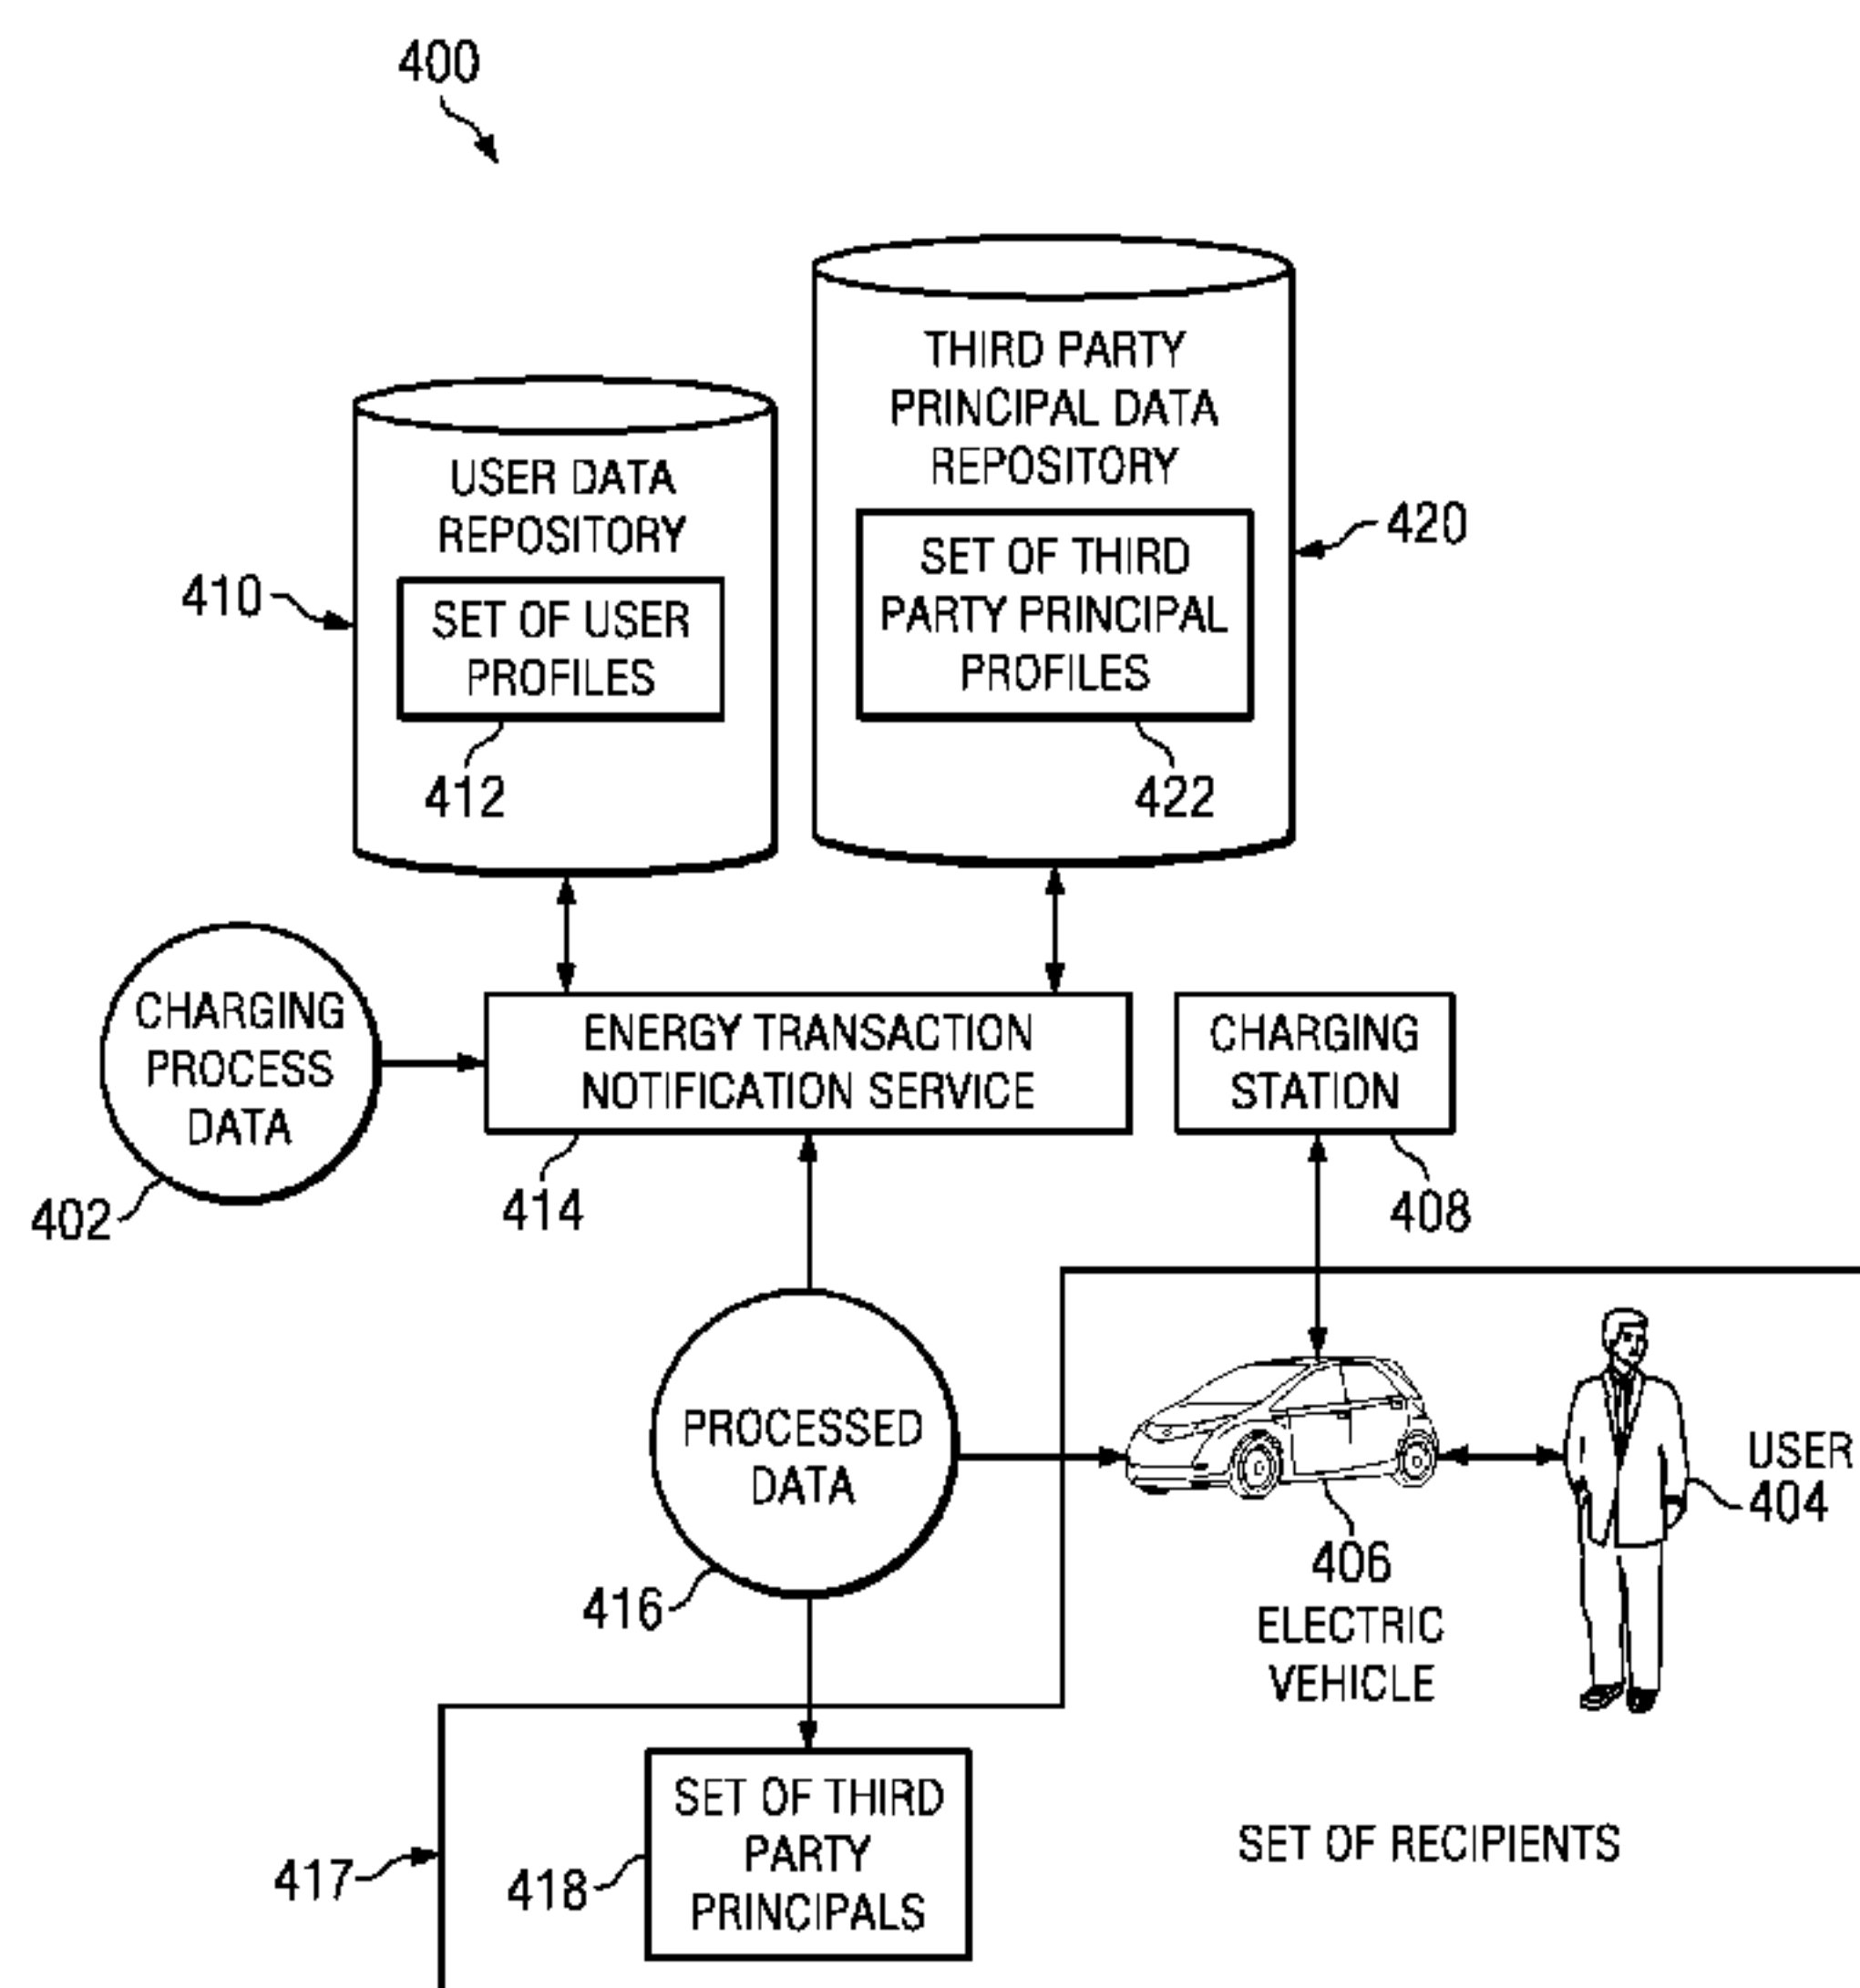 400
THIRD PARTY
PRINCIPAL DATA
REPOSITORY
USER DATA
REPOSITORY
420
SET OF THIRD
PARTY PRINCIPAL
PROFILES
410
SET OF USER
PROFILES
412
422
CHARGING
PROCESS
DATA
ENERGY TRANSACTION
NOTIFICATION SERVICE
CHARGING
STATION
402
414
408
PROCESSED
DATA
USER
404
406
ELECTRIC
VEHICLE
416
SET OF THIRD
PARTY
PRINCIPALS
SET OF RECIPIENTS
417
418